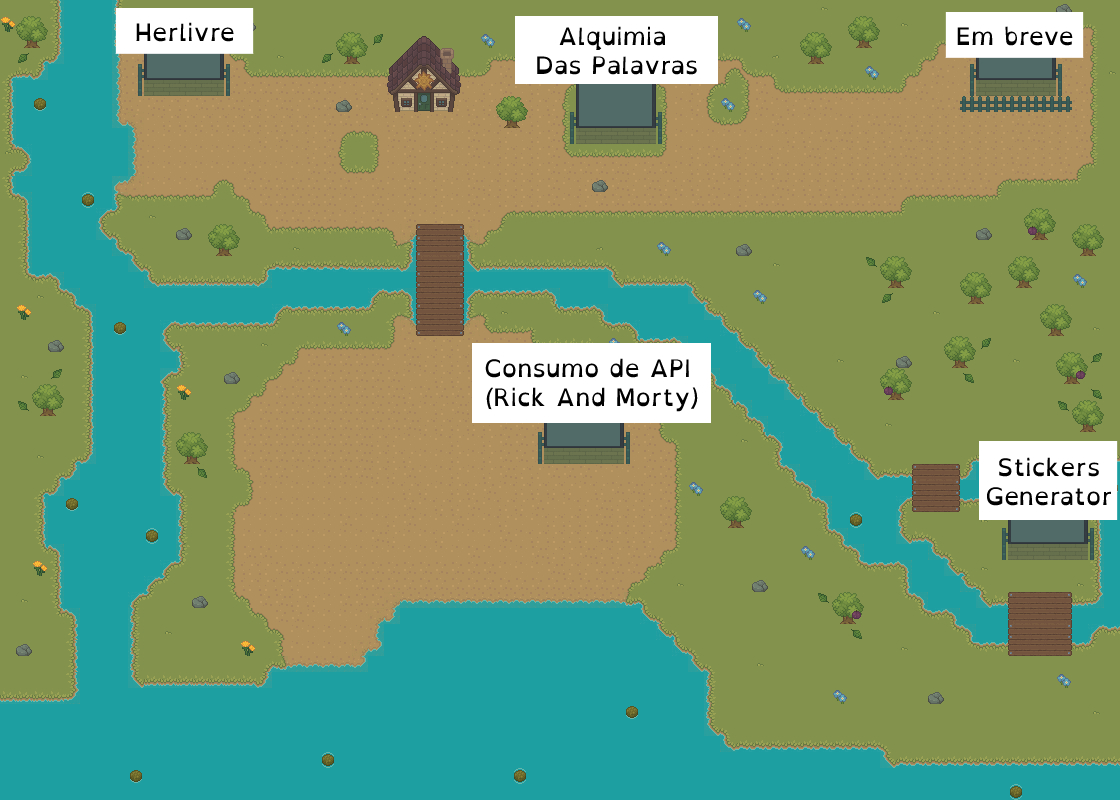 Herlivre
Alquimia
Das Palavras
Em breve
Consumo de API
(Rick And Morty)
Stickers
Generator